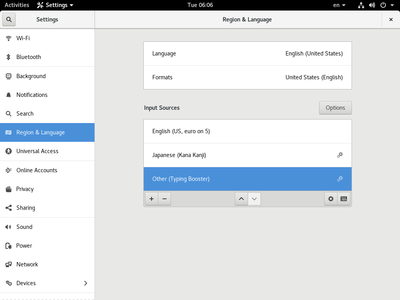 Activities Settings Tue 06:06 en
Settings Region & Language
Wi-Fi
Bluetooth
Background
Notifications
Search
Region & Language
Universal Access
Online Accounts
Privacy
Sharing
Sound
Power
Network
Devices
Language English (United States)
Formats United States (English)
Input Sources Options
English (US, euro on 5)
Japanese (Kana Kanji)
Other (Typing Booster)